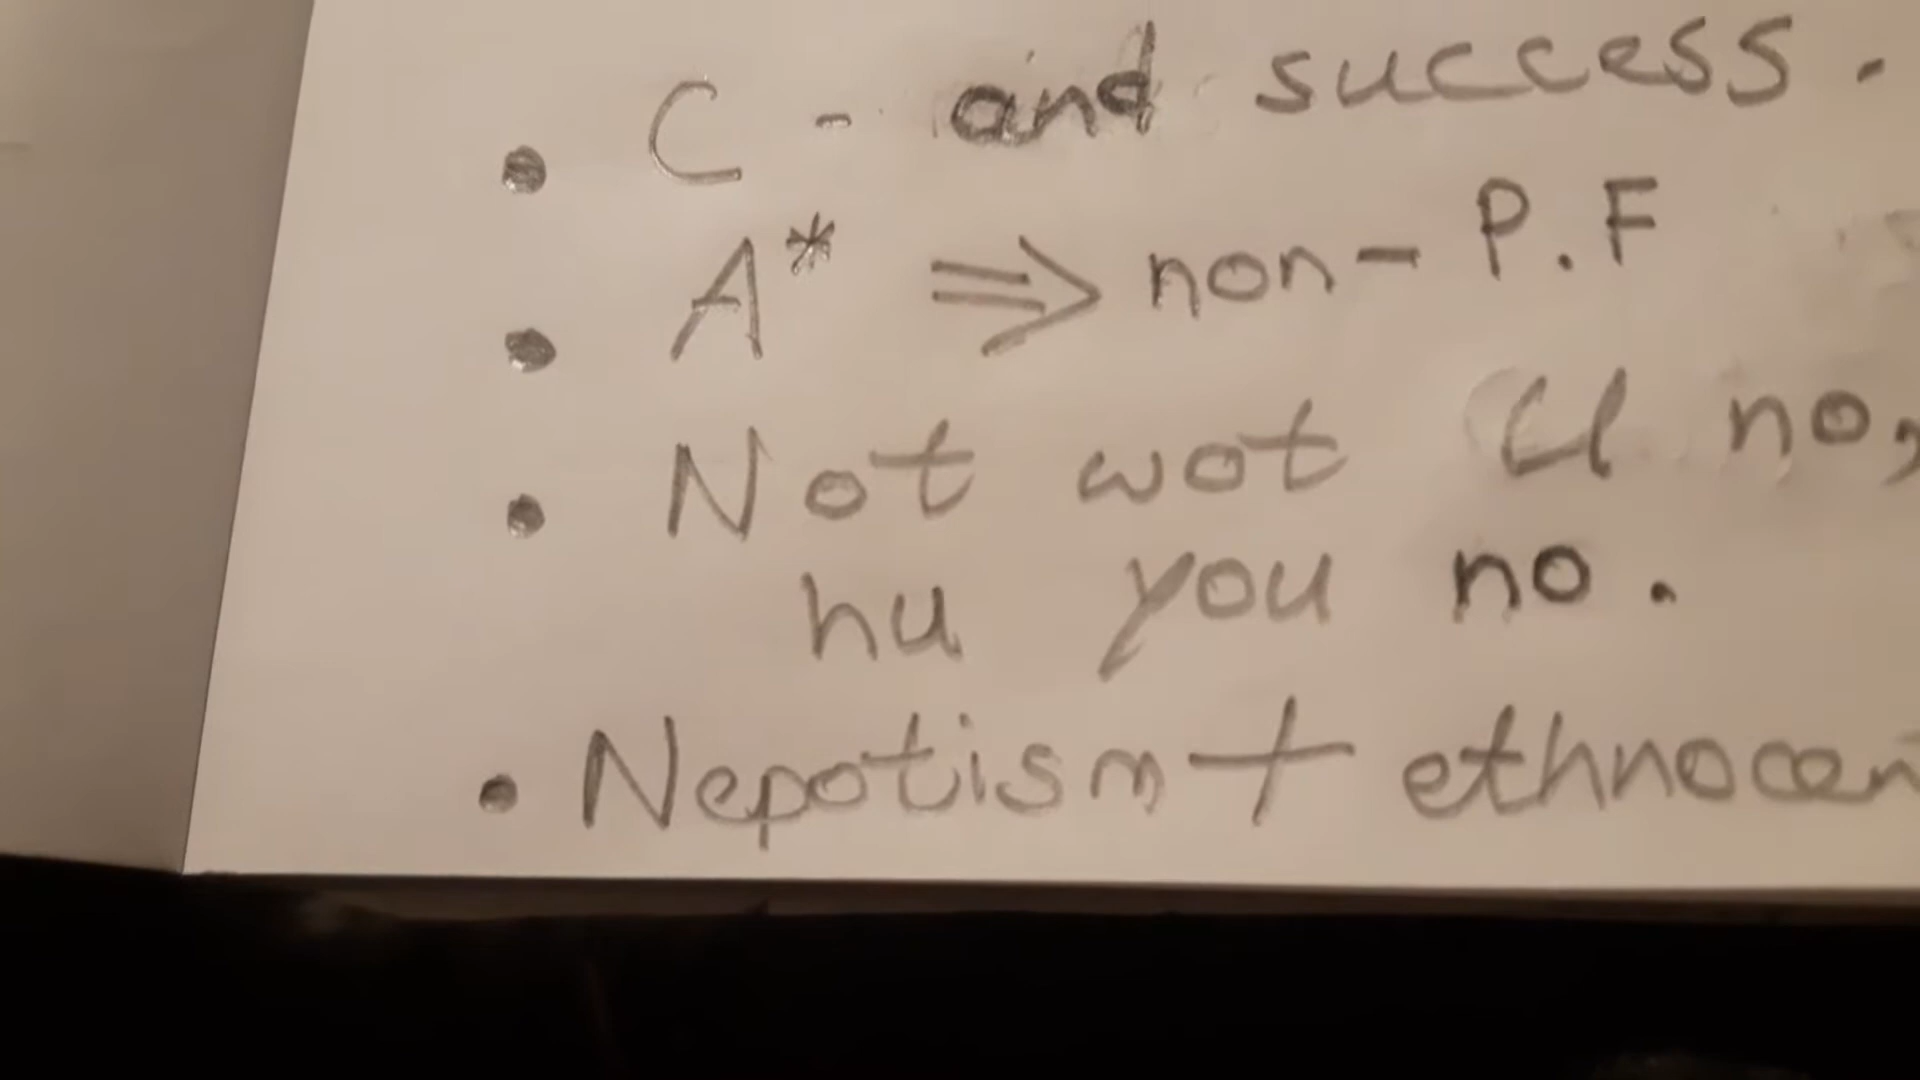 • C - and success.
• A* ⇒ non-P.F
• Not wot U no,
hu you no.
• Nepotism + ethnocen